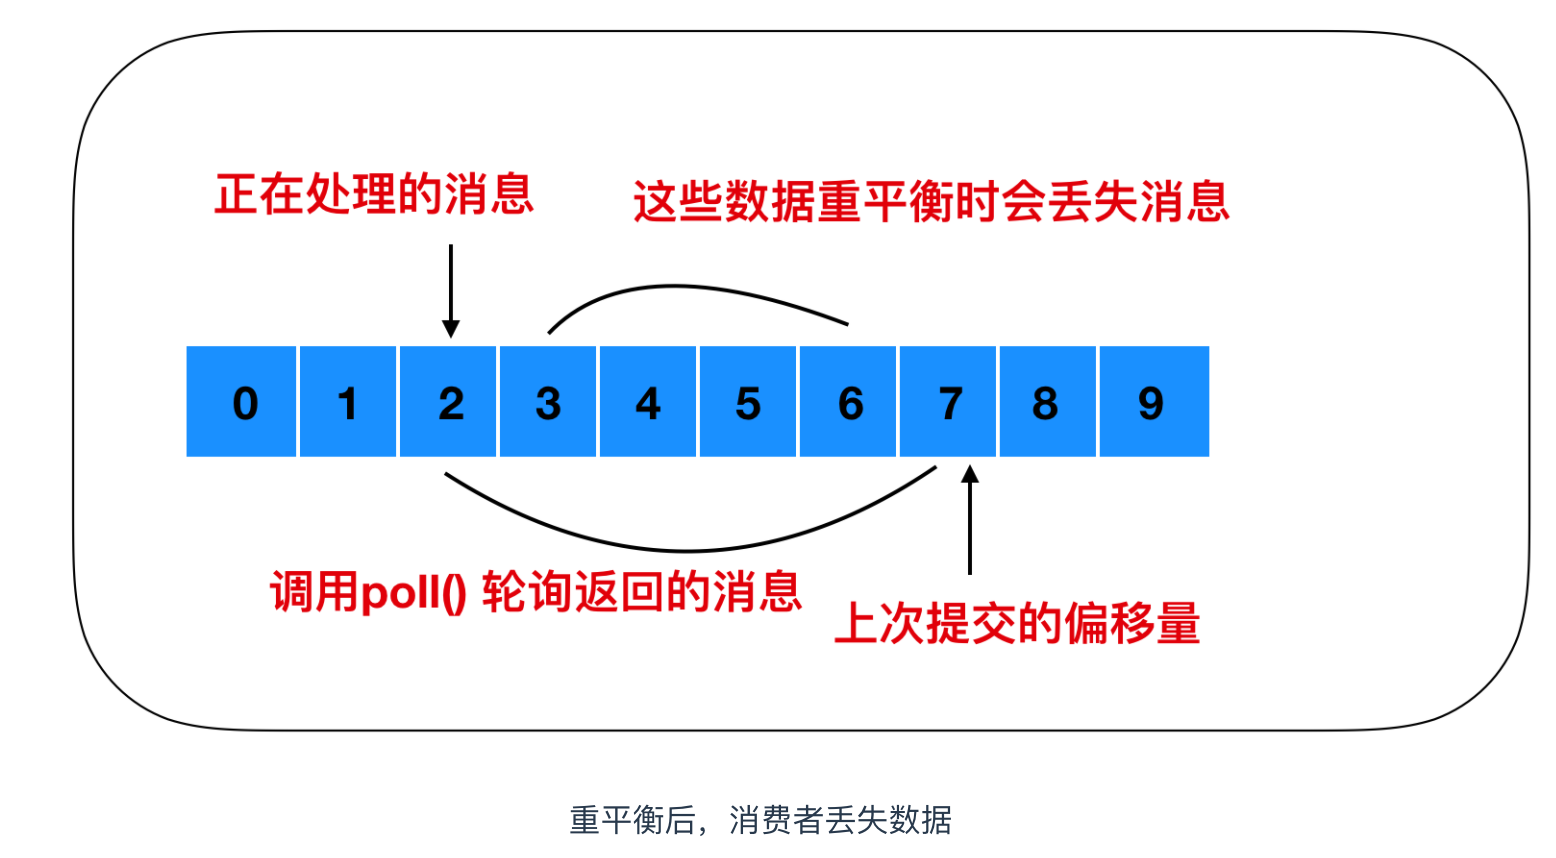 正在处理的消息
这些数据重平衡时会丢失消息
0 1 2 3 4 5 6 7 8 9
调用poll() 轮询返回的消息
上次提交的偏移量
重平衡后，消费者丢失数据